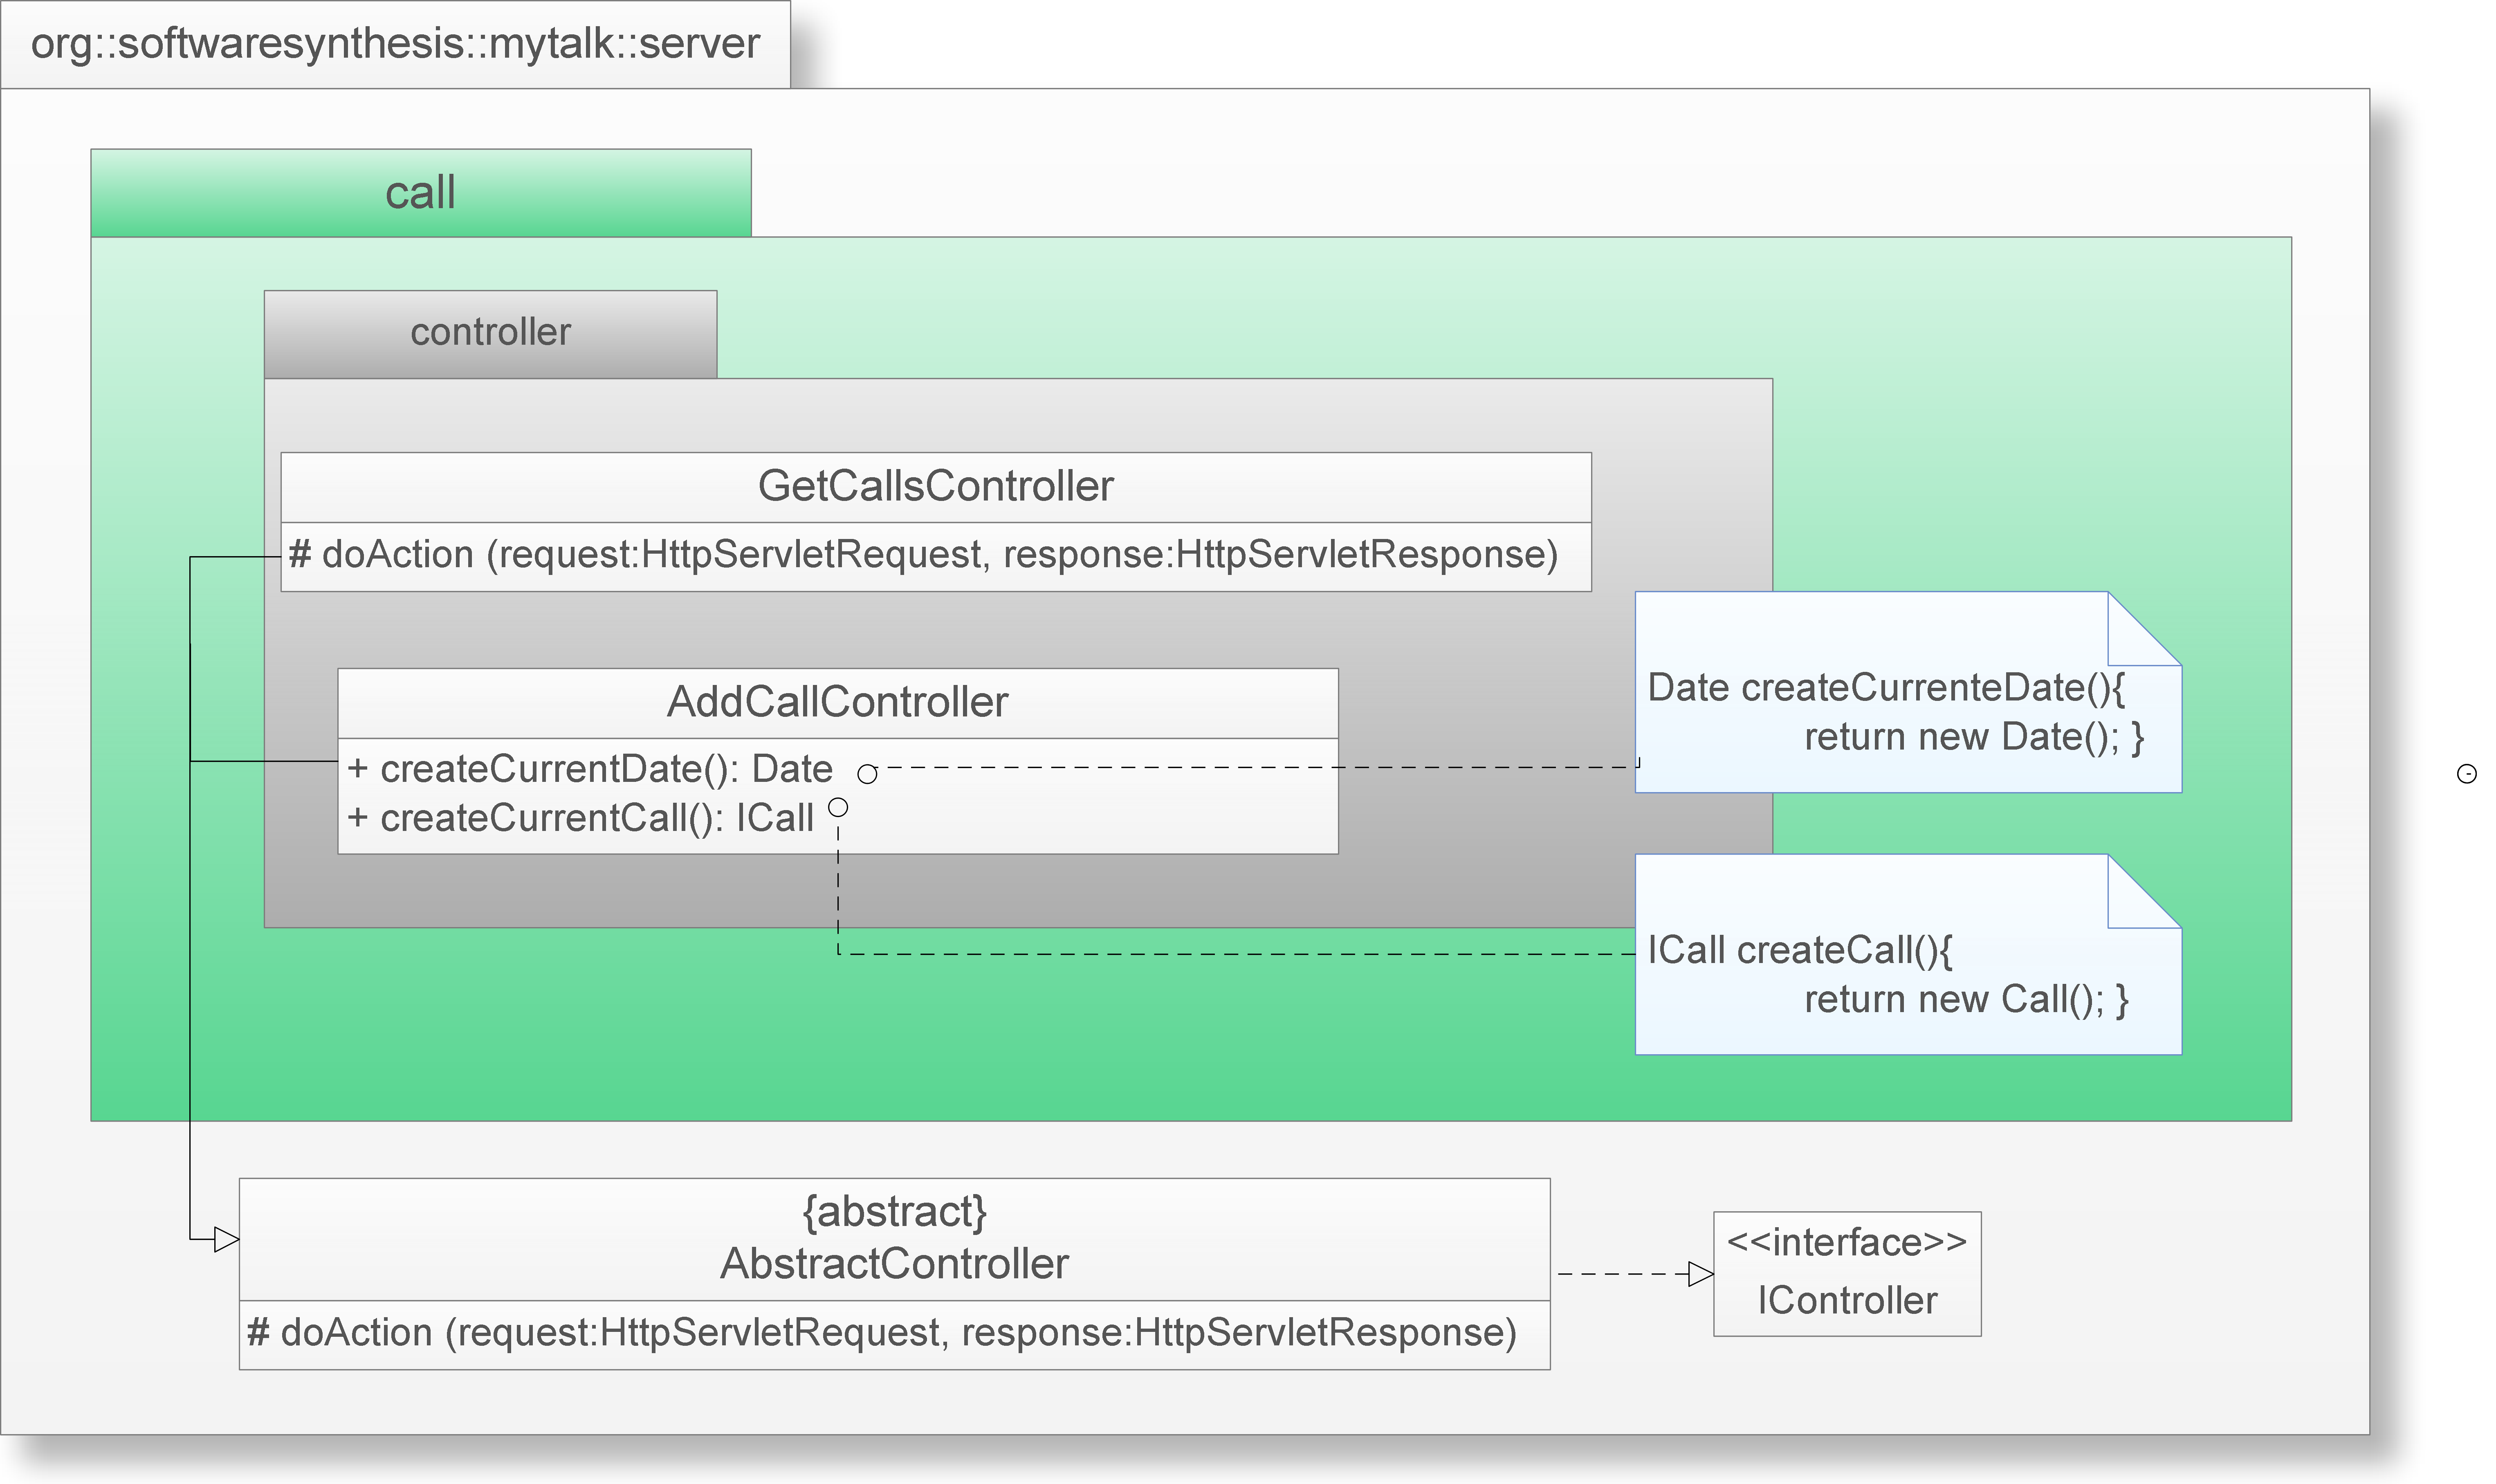 org::softwaresynthesis::mytalk::server
call
controller
GetCallsController
# doAction (request:HttpServletRequest, response:HttpServletResponse)
AddCallController
+ createCurrentDate(): Date
+ createCurrentCall(): ICall
Date createCurrenteDate(){
return new Date(); }
ICall createCall(){
return new Call(); }
{abstract}
AbstractController
# doAction (request:HttpServletRequest, response:HttpServletResponse)
<<interface>>
IController